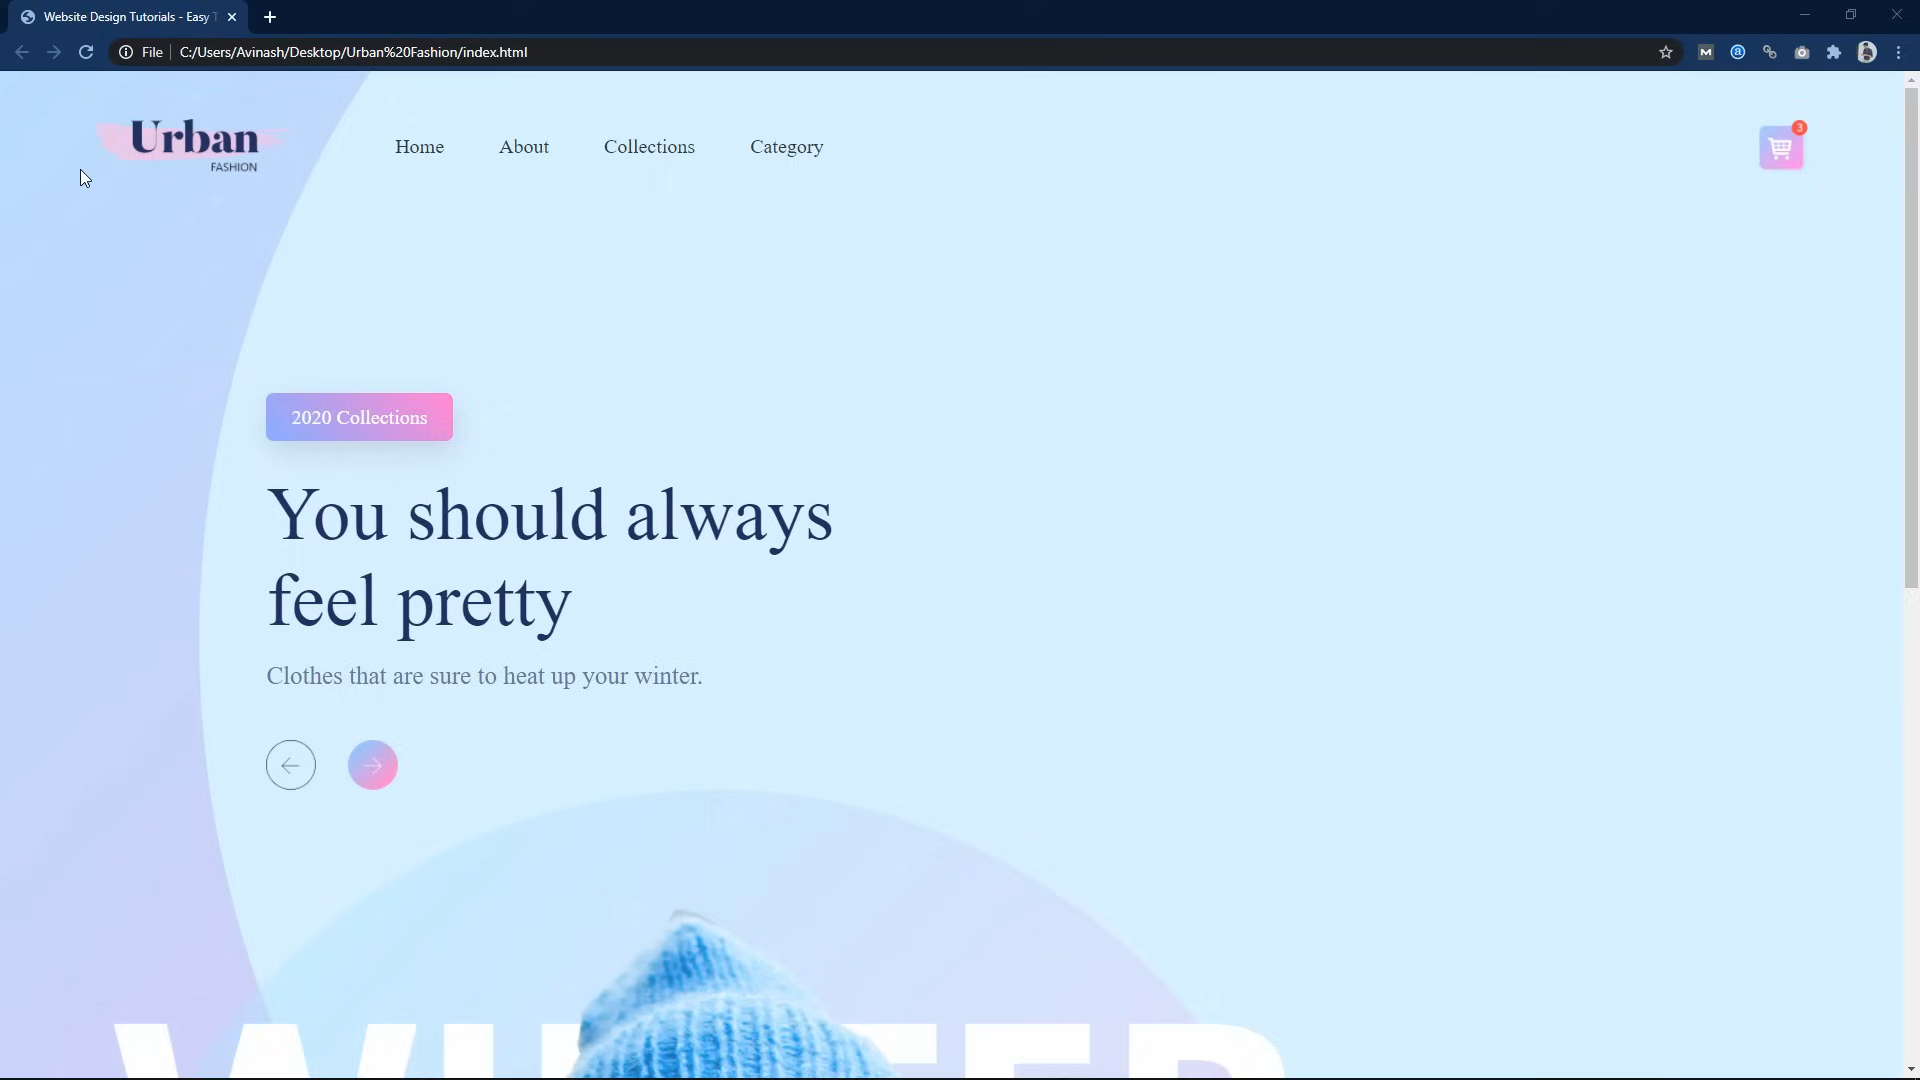 Website Design Tutorials - Easy T
File C:/Users/Avinash/Desktop/Urban%20Fashion/index.html
Urban
FASHION
Home About Collections Category
3
2020 Collections
You should always
feel pretty
Clothes that are sure to heat up your winter.